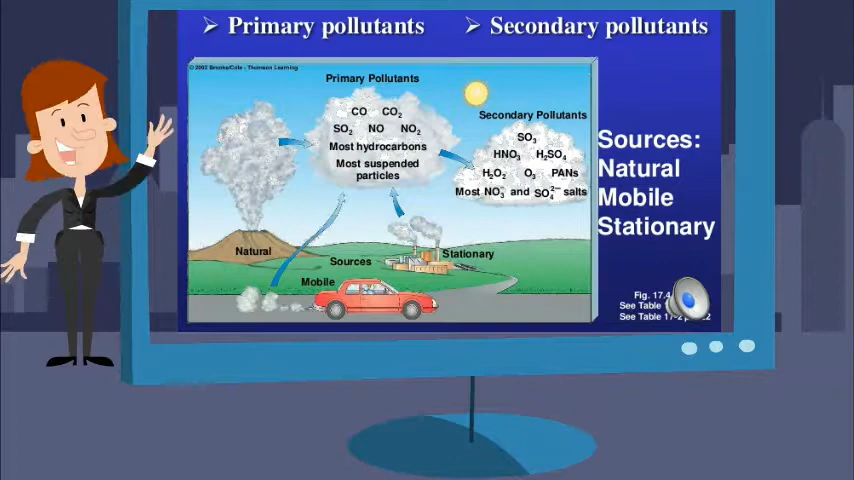 ➢ Primary pollutants
➢ Secondary pollutants
© 2002 Brooks/Cole - Thomson Learning
Primary Pollutants
CO CO₂
SO₂ NO NO₂
Most hydrocarbons
Most suspended
particles
Secondary Pollutants
SO₃
HNO₃ H₂SO₄
H₂O₂ O₃ PANs
Most NO₃⁻ and SO₄²⁻ salts
Natural
Sources
Stationary
Mobile
Sources:
Natural
Mobile
Stationary
Fig. 17.4
See Table
See Table